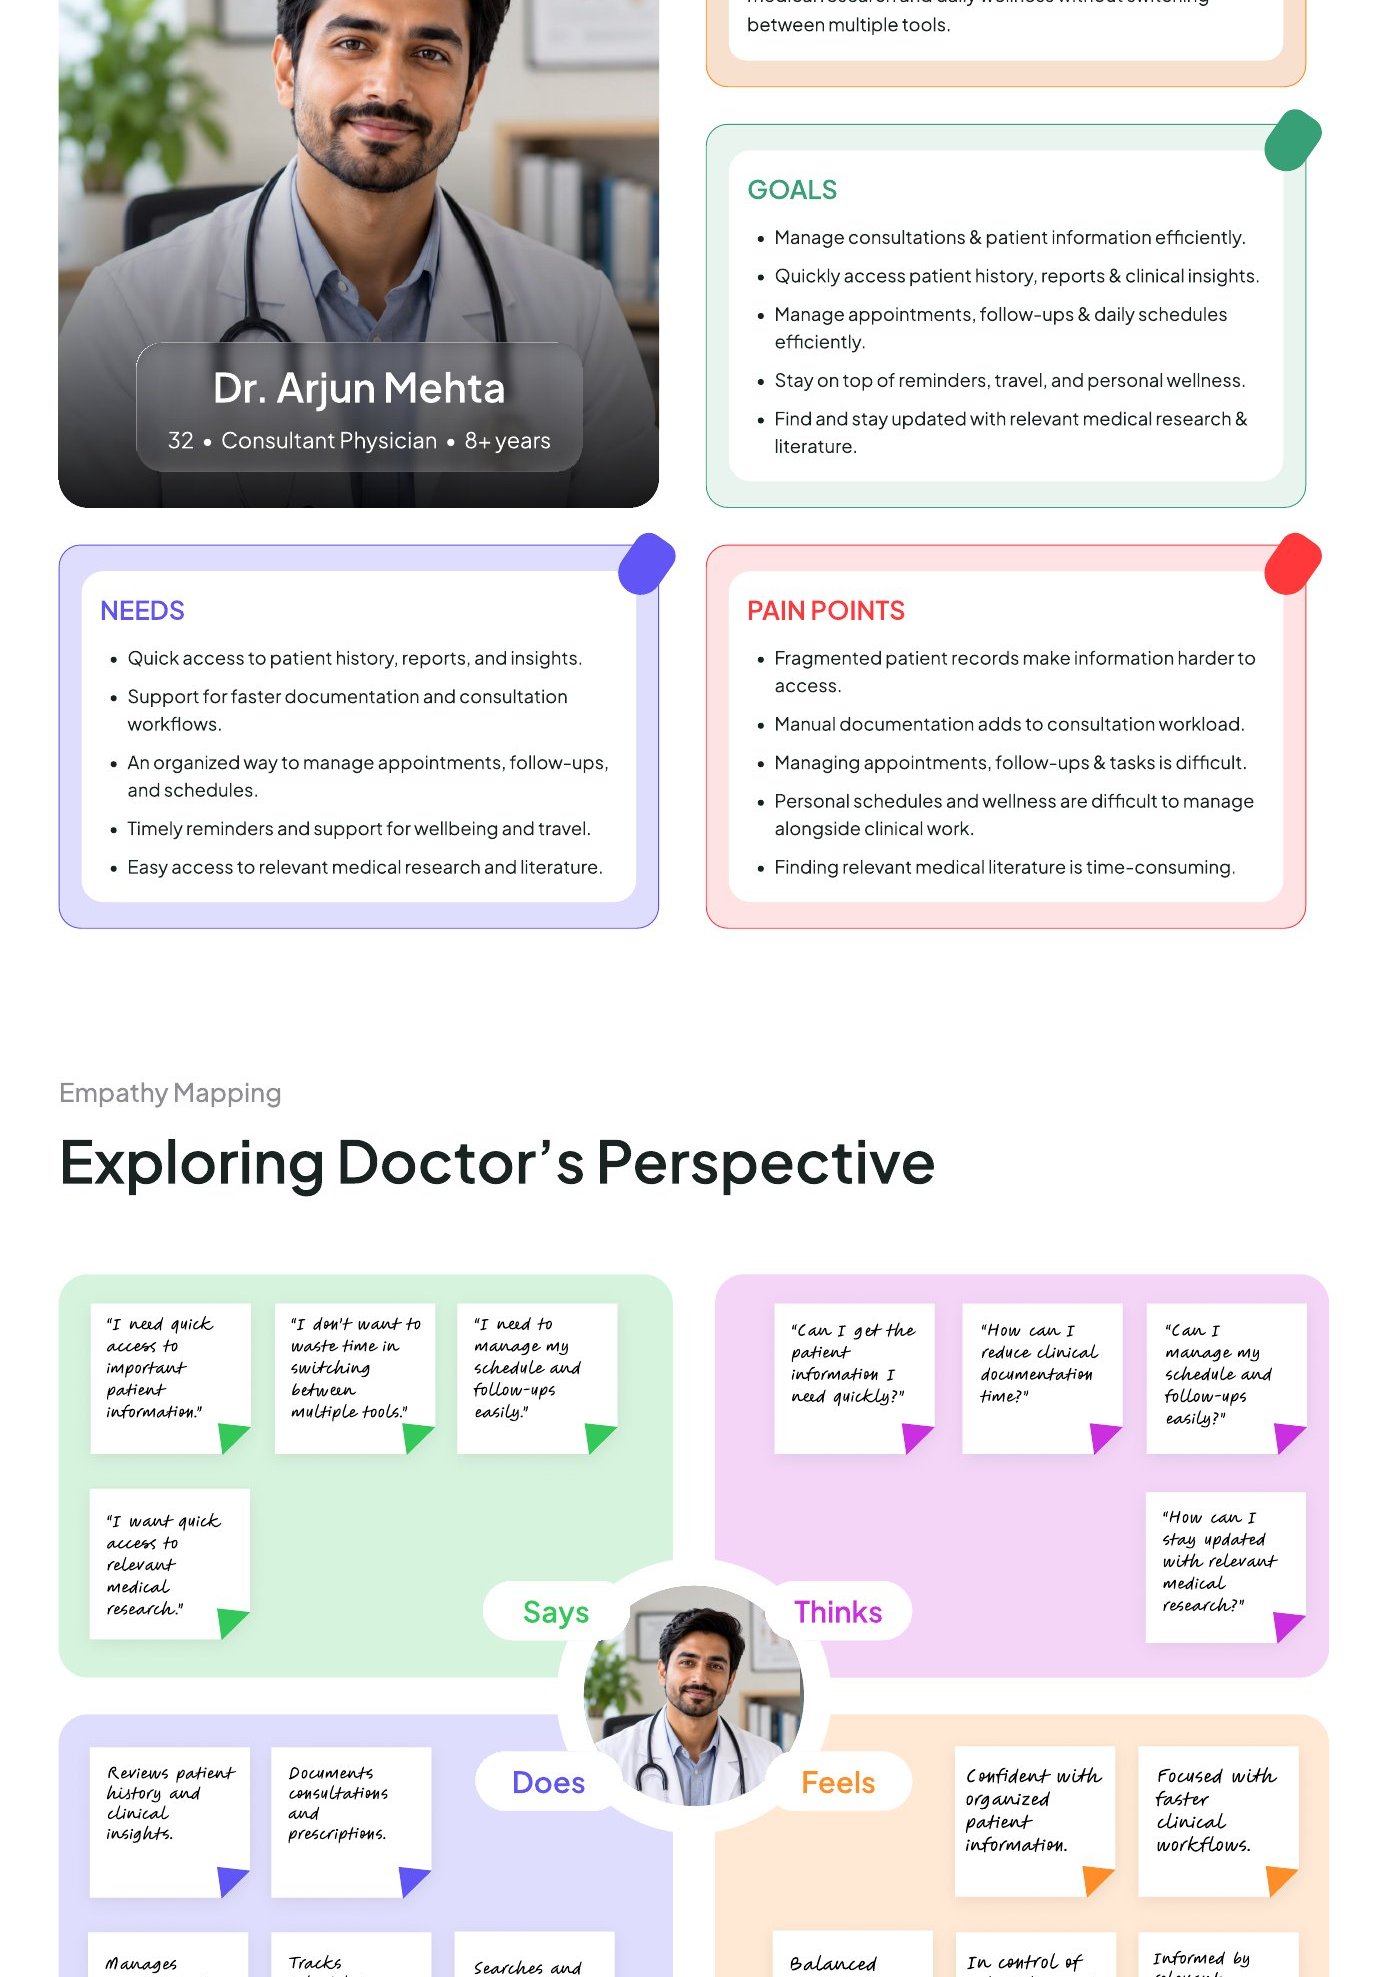 between multiple tools.
Dr. Arjun Mehta
32 • Consultant Physician • 8+ years
GOALS
• Manage consultations & patient information efficiently.
• Quickly access patient history, reports & clinical insights.
• Manage appointments, follow-ups & daily schedules
efficiently.
• Stay on top of reminders, travel, and personal wellness.
• Find and stay updated with relevant medical research &
literature.
NEEDS
• Quick access to patient history, reports, and insights.
• Support for faster documentation and consultation
workflows.
• An organized way to manage appointments, follow-ups,
and schedules.
• Timely reminders and support for wellbeing and travel.
• Easy access to relevant medical research and literature.
PAIN POINTS
• Fragmented patient records make information harder to
access.
• Manual documentation adds to consultation workload.
• Managing appointments, follow-ups & tasks is difficult.
• Personal schedules and wellness are difficult to manage
alongside clinical work.
• Finding relevant medical literature is time-consuming.
Empathy Mapping
Exploring Doctor’s Perspective
"I need quick
access to
important
patient
information."
"I don't want to
waste time in
switching
between
multiple tools."
"I need to
manage my
schedule and
follow-ups
easily."
"I want quick
access to
relevant
medical
research."
Says
"Can I get the
patient
information I
need quickly?"
"How can I
reduce clinical
documentation
time?"
"Can I
manage my
schedule and
follow-ups
easily?"
"How can I
stay updated
with relevant
medical
research?"
Thinks
Does
Reviews patient
history and
clinical
insights.
Documents
consultations
and
prescriptions.
Manages
Tracks
Searches and
Feels
Confident with
organized
patient
information.
Focused with
faster
clinical
workflows.
Balanced
In control of
Informed by